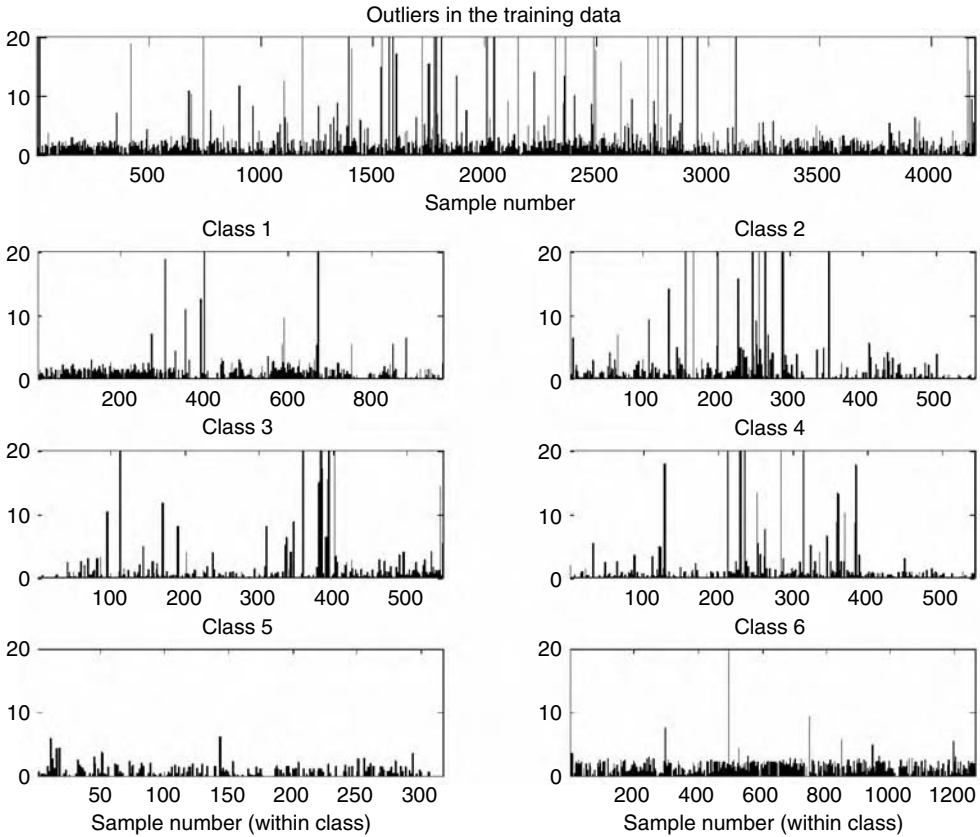 Outliers in the training data
20
10
0
500 1000 1500 2000 2500 3000 3500 4000
Sample number
Class 1 Class 2
20 20
10 10
0 0
200 400 600 800 100 200 300 400 500
Class 3 Class 4
20 20
10 10
0 0
100 200 300 400 500 100 200 300 400 500
Class 5 Class 6
20 20
10 10
0 0
50 100 150 200 250 300 200 400 600 800 1000 1200
Sample number (within class) Sample number (within class)